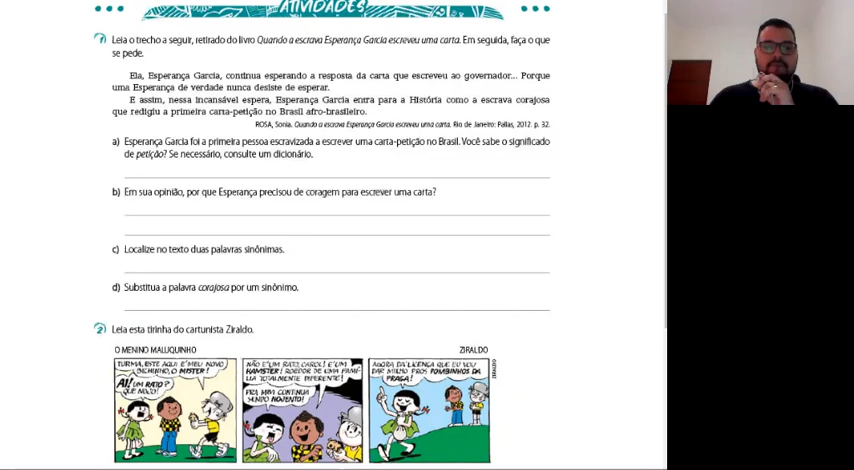 ATIVIDADES
1 Leia o trecho a seguir, retirado do livro Quando a escrava Esperança Garcia escreveu uma carta. Em seguida, faça o que
se pede.
Ela, Esperança Garcia, continua esperando a resposta da carta que escreveu ao governador... Porque
uma Esperança de verdade nunca desiste de esperar.
E assim, nessa incansável espera, Esperança Garcia entra para a História como a escrava corajosa
que redigiu a primeira carta-petição no Brasil afro-brasileiro.
ROSA, Sonia. Quando a escrava Esperança Garcia escreveu uma carta. Rio de Janeiro: Pallas, 2012. p. 32.
a) Esperança Garcia foi a primeira pessoa escravizada a escrever uma carta-petição no Brasil. Você sabe o significado
de petição? Se necessário, consulte um dicionário.
b) Em sua opinião, por que Esperança precisou de coragem para escrever uma carta?
c) Localize no texto duas palavras sinônimas.
d) Substitua a palavra corajosa por um sinônimo.
2 Leia esta tirinha do cartunista Ziraldo.
O MENINO MALUQUINHO
ZIRALDO
TURMA, ESTE AQUI É MEU NOVO
BICHINHO, O MISTER!
AI! UM RATO?
QUE NOJO!
NÃO É UM RATO, CAROL! É UM
HAMSTER! ROEDOR DE UMA FAMÍ-
LIA TOTALMENTE DIFERENTE!
PRA MIM CONTINUA
SENDO NOJENTO!
AGORA DÁ LICENÇA QUE EU VOU
DAR MILHO PROS POMBINHOS DA
PRAÇA!
ZIRALDO